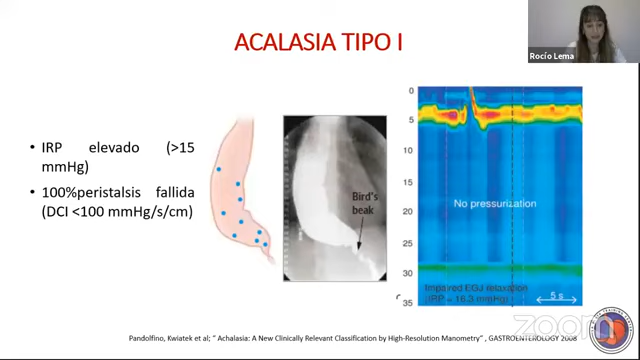 ACALASIA TIPO I
Rocío Lema
• IRP elevado (>15
mmHg)
• 100%peristalsis fallida
(DCI <100 mmHg/s/cm)
Bird's
beak
0
5
10
15
20
25
30
35
No pressurization
Impaired EGJ relaxation
(IRP = 16.3 mmHg)
5 s
zoom
Pandolfino, Kwiatek et al; " Achalasia: A New Clinically Relevant Classification by High-Resolution Manometry" , GASTROENTEROLOGY 2008